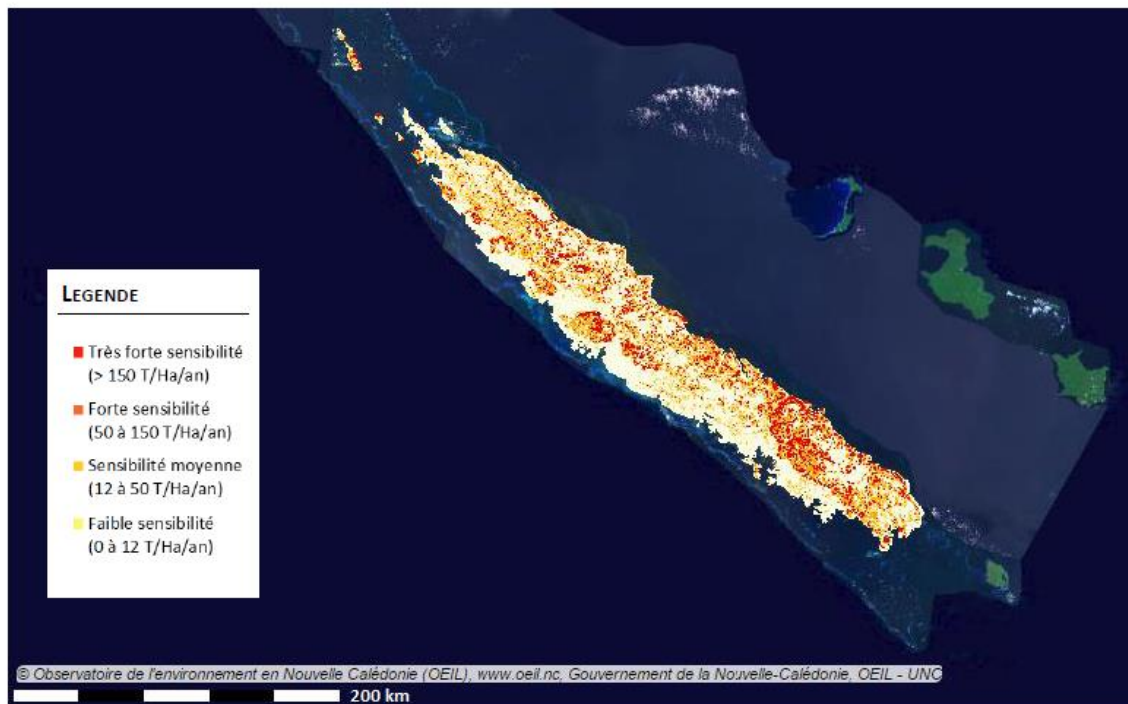 LEGENDE
Très forte sensibilité
(> 150 T/Ha/an)
Forte sensibilité
(50 à 150 T/Ha/an)
Sensibilité moyenne
(12 à 50 T/Ha/an)
Faible sensibilité
(0 à 12 T/Ha/an)
© Observatoire de l'environnement en Nouvelle Calédonie (OEIL), www.oeil.nc, Gouvernement de la Nouvelle-Calédonie, OEIL - UNC
200 km